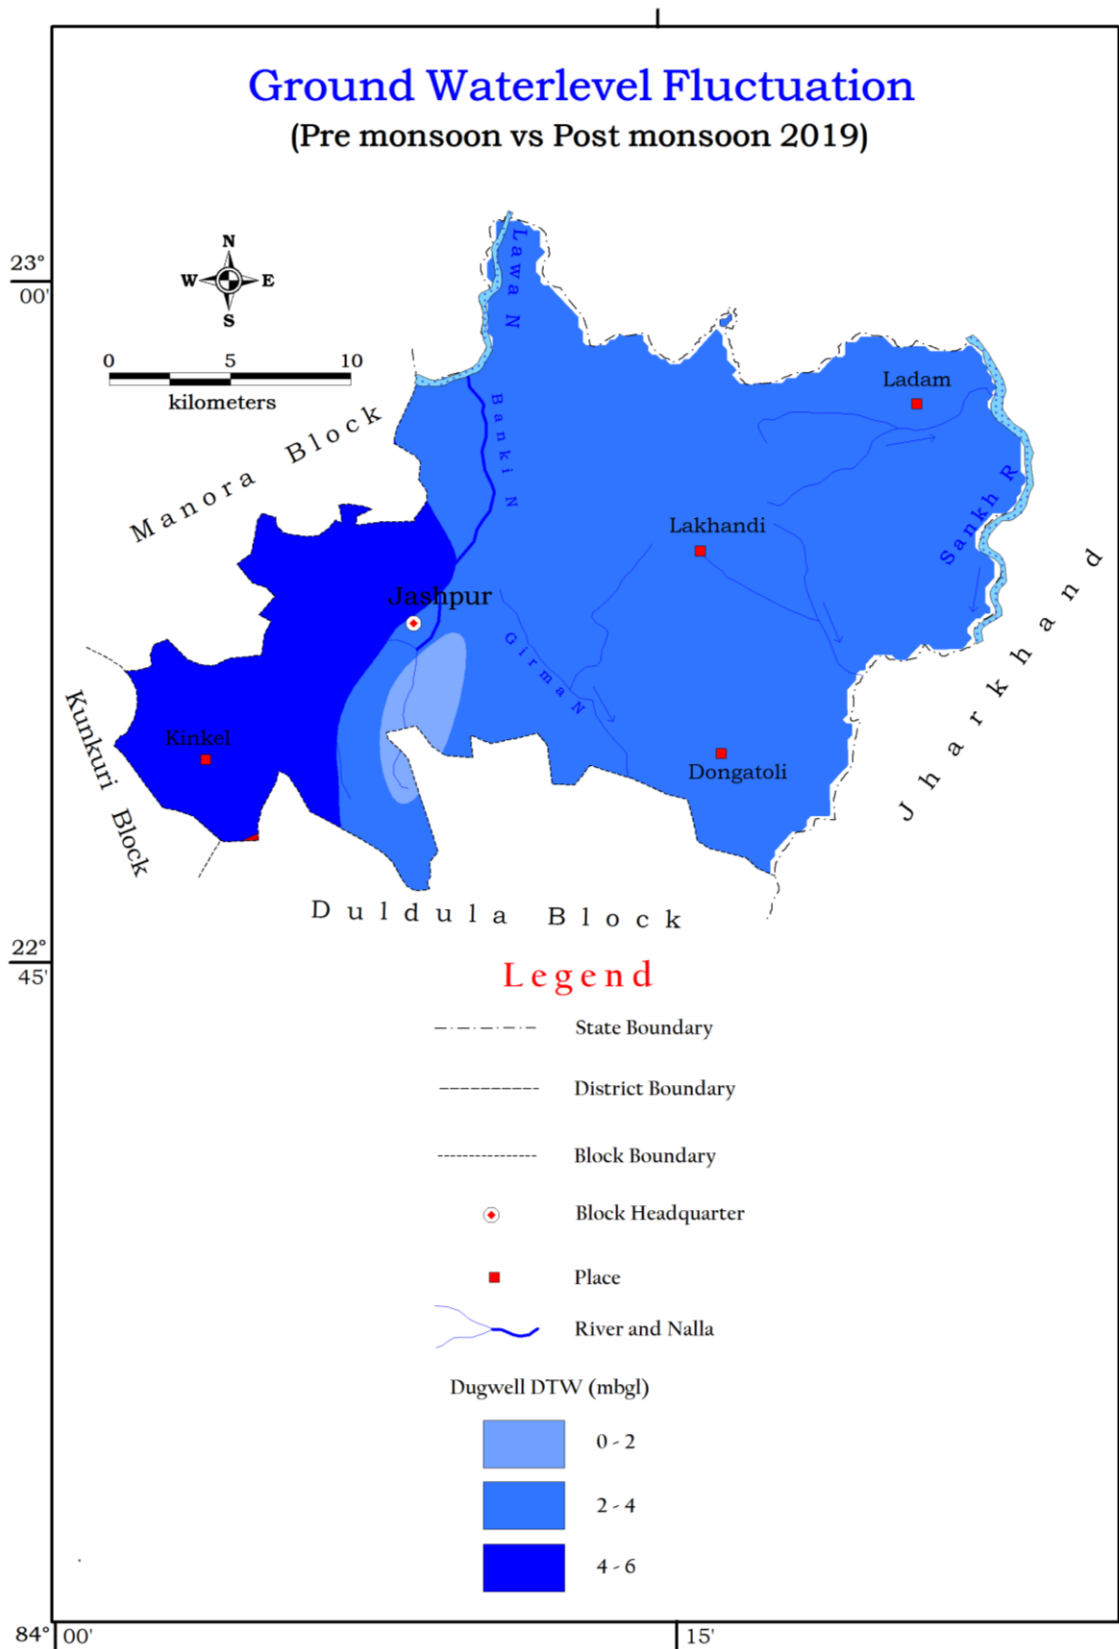 Ground Waterlevel Fluctuation
(Pre monsoon vs Post monsoon 2019)
23°
00'
N
W E
S
0 5 10
kilometers
Lawa N
Banki N
Manora Block
Ladam
Lakhandi
Sankh R
Jashpur
Girma N
Jharkhand
Kunkuri Block
Kinkel
Dongatoli
Duldula Block
22°
45'
Legend
State Boundary
District Boundary
Block Boundary
Block Headquarter
Place
River and Nalla
Dugwell DTW (mbgl)
0 - 2
2 - 4
4 - 6
84° 00' 15'